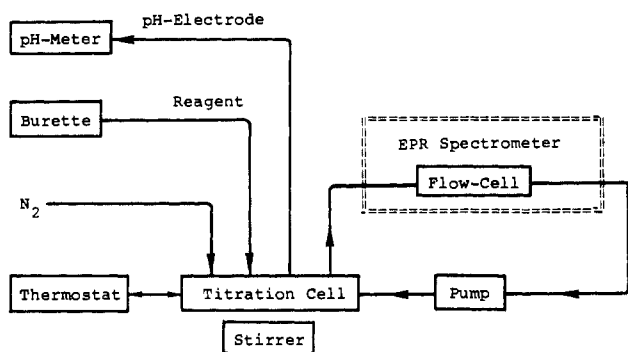 pH-Electrode
pH-Meter
Reagent
Burette
EPR Spectrometer
Flow-Cell
N2
Thermostat
Titration Cell
Pump
Stirrer